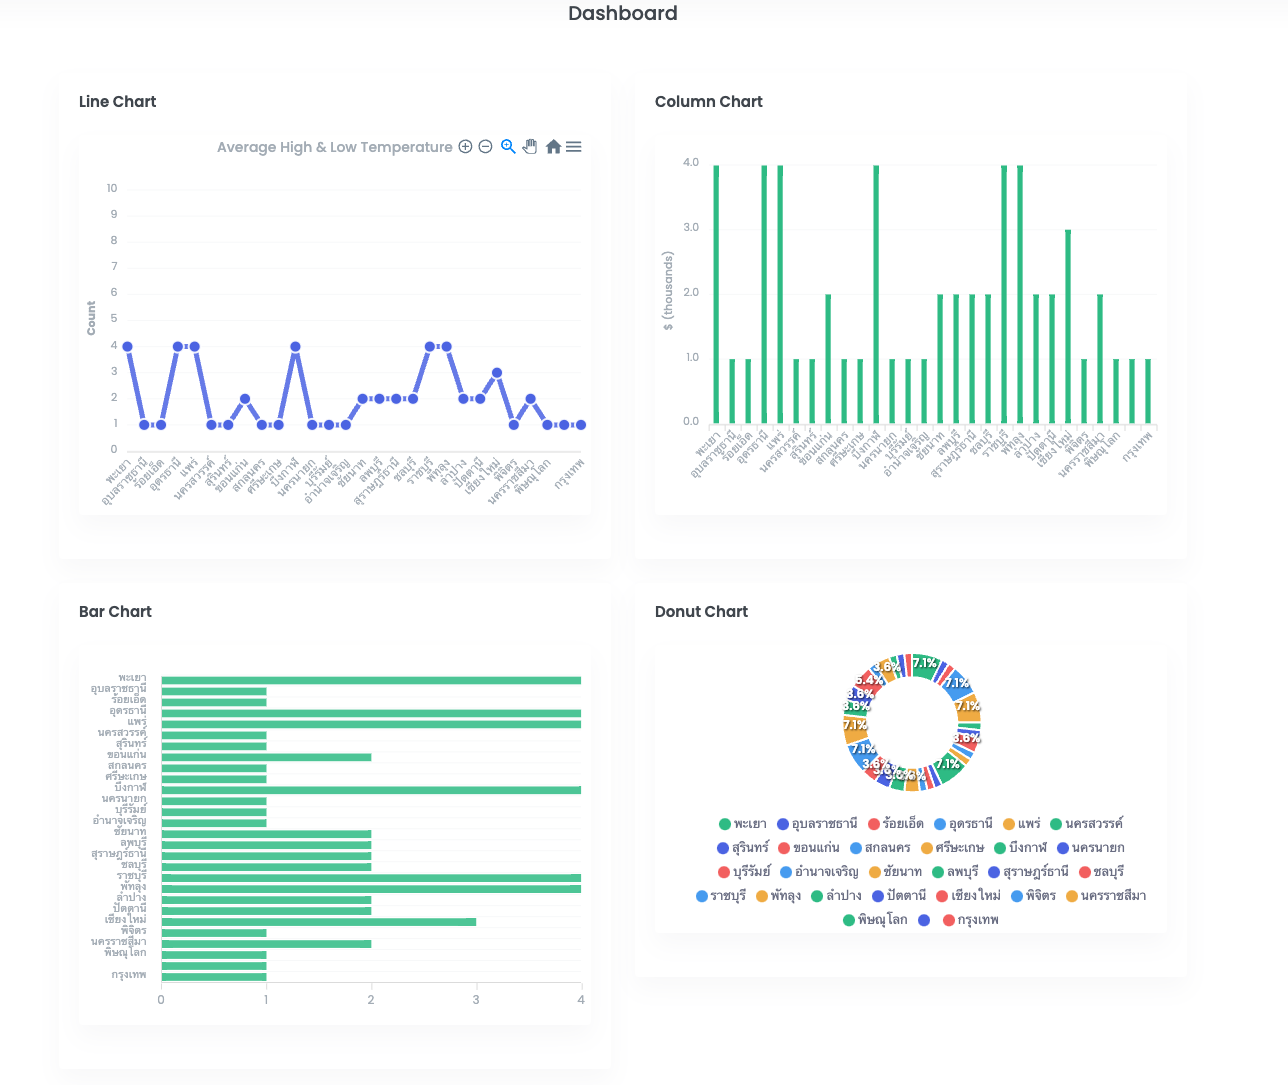 Dashboard
Line Chart
Average High & Low Temperature
10
9
8
7
6
5
4
3
2
1
0
Count
พะเยา
อุบลราชธานี
ร้อยเอ็ด
อุดรธานี
แพร่
นครสวรรค์
สุรินทร์
ขอนแก่น
สกลนคร
ศรีษะเกษ
บึงกาฬ
นครนายก
บุรีรัมย์
อำนาจเจริญ
ชัยนาท
ลพบุรี
สุราษฎร์ธานี
ชลบุรี
ราชบุรี
พัทลุง
ลำปาง
ปัตตานี
เชียงใหม่
พิจิตร
นครราชสีมา
พิษณุโลก
กรุงเทพ
Column Chart
4.0
3.0
2.0
1.0
0.0
$ (thousands)
พะเยา
อุบลราชธานี
ร้อยเอ็ด
อุดรธานี
แพร่
นครสวรรค์
สุรินทร์
ขอนแก่น
สกลนคร
ศรีษะเกษ
บึงกาฬ
นครนายก
บุรีรัมย์
อำนาจเจริญ
ชัยนาท
ลพบุรี
สุราษฎร์ธานี
ชลบุรี
ราชบุรี
พัทลุง
ลำปาง
ปัตตานี
เชียงใหม่
พิจิตร
นครราชสีมา
พิษณุโลก
กรุงเทพ
Bar Chart
พะเยา
อุบลราชธานี
ร้อยเอ็ด
อุดรธานี
แพร่
นครสวรรค์
สุรินทร์
ขอนแก่น
สกลนคร
ศรีษะเกษ
บึงกาฬ
นครนายก
บุรีรัมย์
อำนาจเจริญ
ชัยนาท
ลพบุรี
สุราษฎร์ธานี
ชลบุรี
ราชบุรี
พัทลุง
ลำปาง
ปัตตานี
เชียงใหม่
พิจิตร
นครราชสีมา
พิษณุโลก
กรุงเทพ
0 1 2 3 4
Donut Chart
7.1%
7.1%
7.1%
3.6%
7.1%
3.6%
3.6%
7.1%
7.1%
3.6%
3.6%
5.4%
3.6%
พะเยา อุบลราชธานี ร้อยเอ็ด อุดรธานี แพร่ นครสวรรค์
สุรินทร์ ขอนแก่น สกลนคร ศรีษะเกษ บึงกาฬ นครนายก
บุรีรัมย์ อำนาจเจริญ ชัยนาท ลพบุรี สุราษฎร์ธานี ชลบุรี
ราชบุรี พัทลุง ลำปาง ปัตตานี เชียงใหม่ พิจิตร นครราชสีมา
พิษณุโลก กรุงเทพ